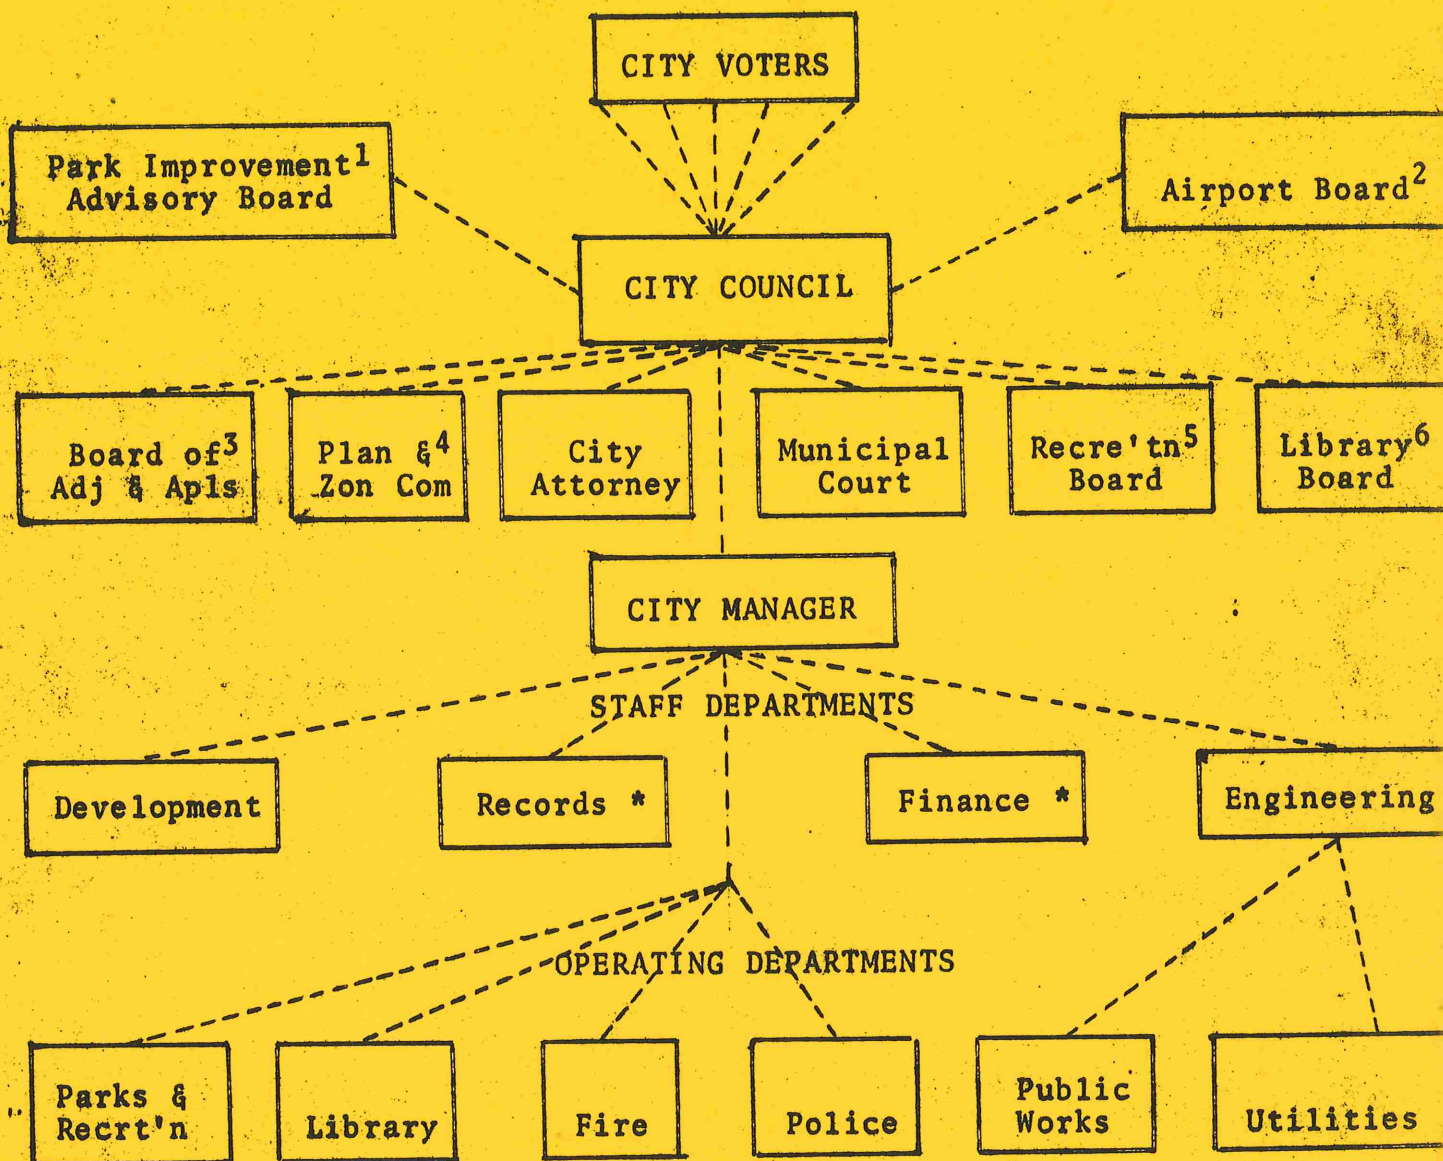 CITY VOTERS
Park Improvement1
Advisory Board
Airport Board2
CITY COUNCIL
Board of3
Adj & Apls
Plan &4
Zon Com
City
Attorney
Municipal
Court
Recre'tn5
Board
Library6
Board
CITY MANAGER
STAFF DEPARTMENTS
Development
Records *
Finance *
Engineering
OPERATING DEPARTMENTS
Parks &
Recrt'n
Library
Fire
Police
Public
Works
Utilities